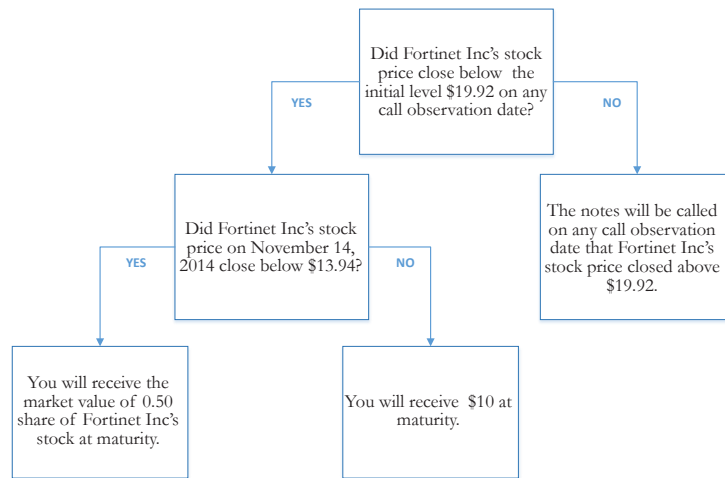 Did Fortinet Inc's stock
price close below the
initial level $19.92 on any
call observation date?
YES
NO
Did Fortinet Inc's stock
price on November 14,
2014 close below $13.94?
The notes will be called
on any call observation
date that Fortinet Inc's
stock price closed above
$19.92.
YES
NO
You will receive the
market value of 0.50
share of Fortinet Inc's
stock at maturity.
You will receive $10 at
maturity.